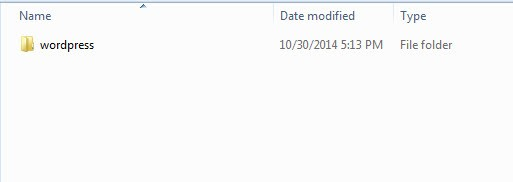 Name Date modified Type
wordpress 10/30/2014 5:13 PM File folder